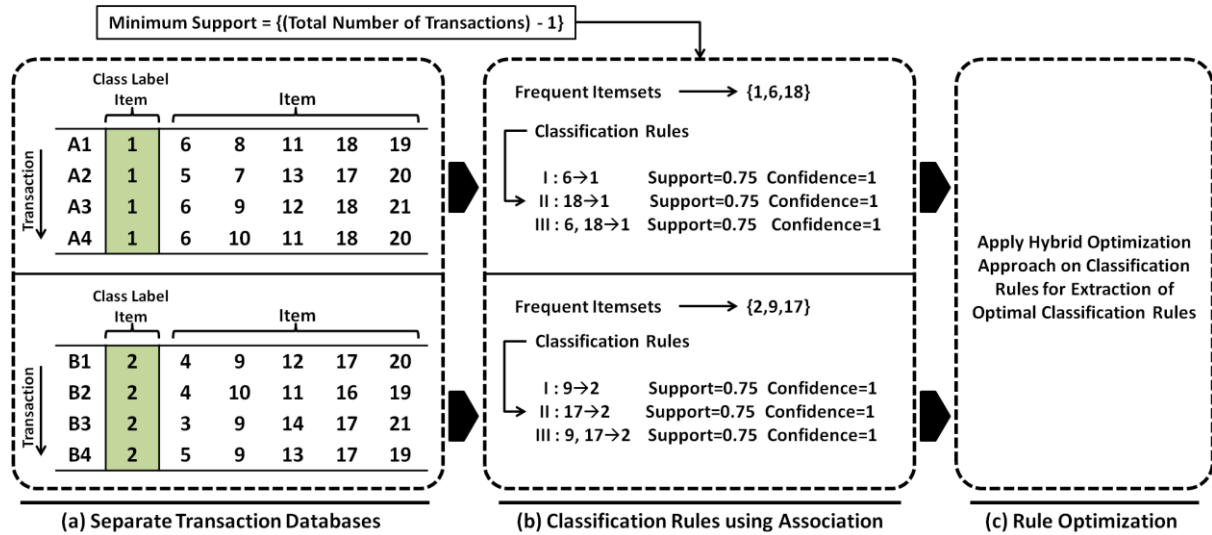 Minimum Support = {(Total Number of Transactions) - 1}
Class Label
Item Item
A1 1 6 8 11 18 19
A2 1 5 7 13 17 20
A3 1 6 9 12 18 21
A4 1 6 10 11 18 20
Transaction
Class Label
Item Item
B1 2 4 9 12 17 20
B2 2 4 10 11 16 19
B3 2 3 9 14 17 21
B4 2 5 9 13 17 19
Transaction
(a) Separate Transaction Databases
Frequent Itemsets → {1,6,18}
Classification Rules
I : 6→1 Support=0.75 Confidence=1
II : 18→1 Support=0.75 Confidence=1
III : 6, 18→1 Support=0.75 Confidence=1
Frequent Itemsets → {2,9,17}
Classification Rules
I : 9→2 Support=0.75 Confidence=1
II : 17→2 Support=0.75 Confidence=1
III : 9, 17→2 Support=0.75 Confidence=1
(b) Classification Rules using Association
Apply Hybrid Optimization
Approach on Classification
Rules for Extraction of
Optimal Classification Rules
(c) Rule Optimization